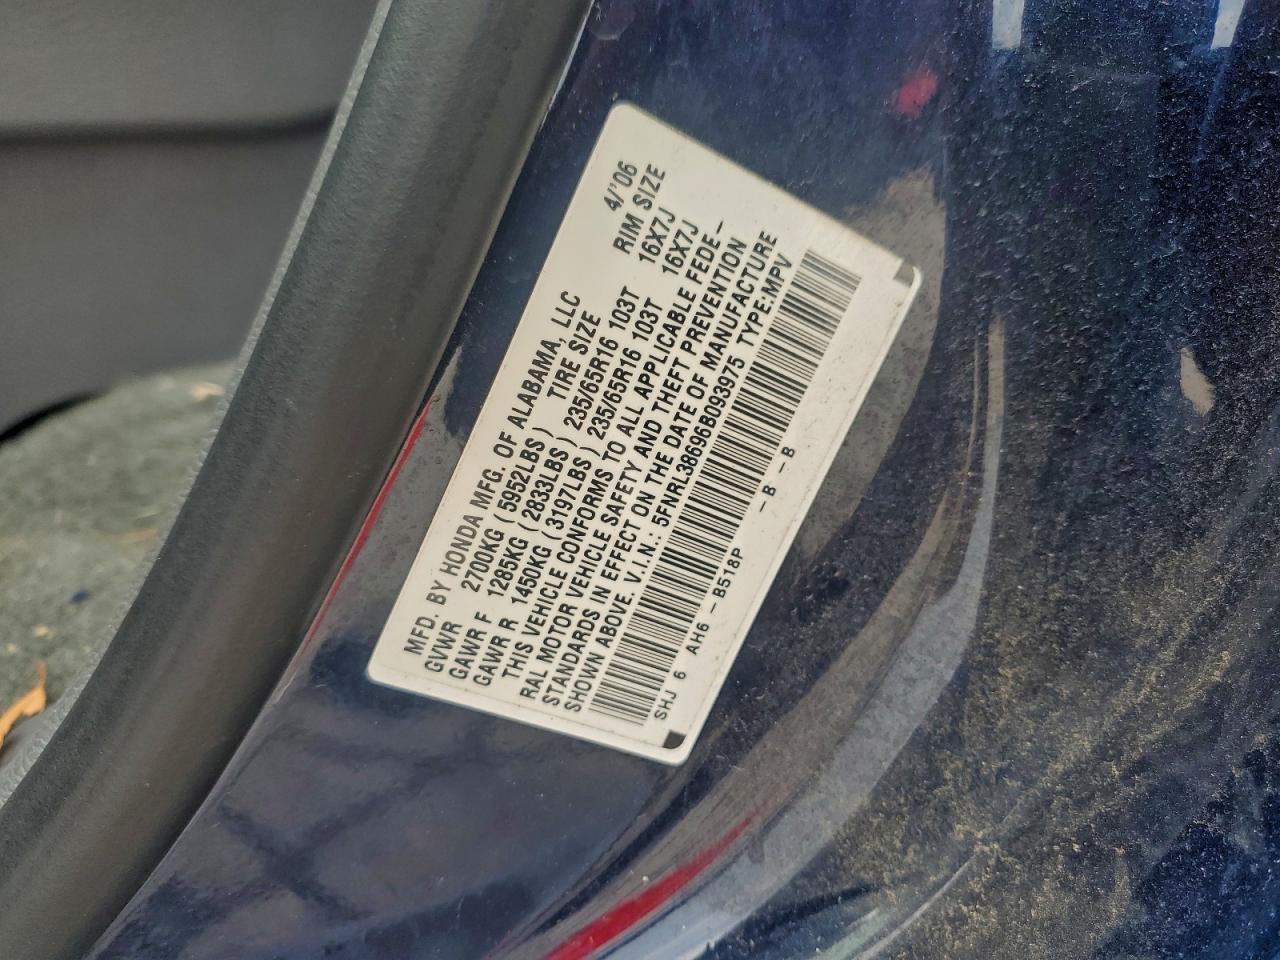 MFD. BY HONDA MFG. OF ALABAMA, LLC 4/'06
GVWR 2700KG (5952LBS) TIRE SIZE RIM SIZE
GAWR F 1285KG (2833LBS) 235/65R16 103T 16X7J
GAWR R 1450KG (3197LBS) 235/65R16 103T 16X7J
THIS VEHICLE CONFORMS TO ALL APPLICABLE FEDE-
RAL MOTOR VEHICLE SAFETY AND THEFT PREVENTION
STANDARDS IN EFFECT ON THE DATE OF MANUFACTURE
SHOWN ABOVE. V.I.N.: 5FNRL38696B093975 TYPE:MPV
SHJ 6 AH6-B518P -B -B